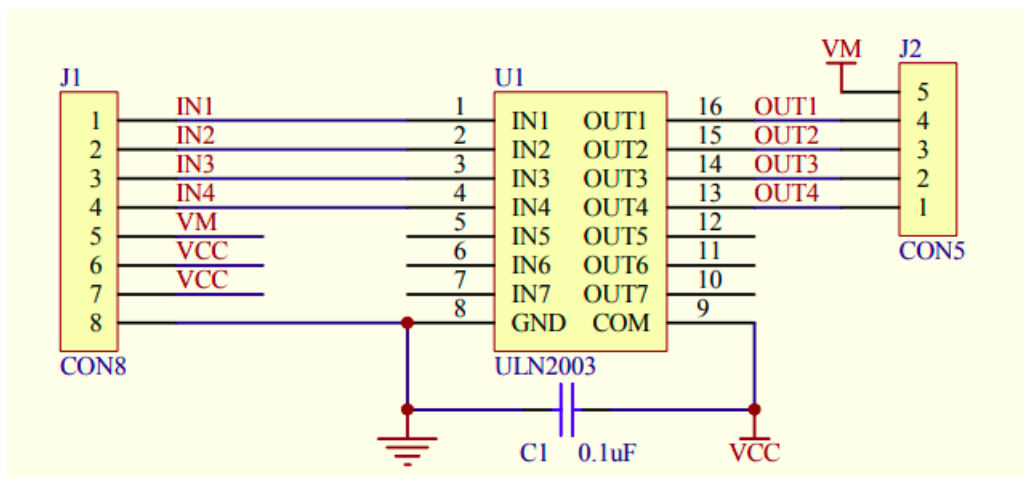 VM J2
J1 U1
5
1 IN1 1 IN1 OUT1 16 OUT1 4
2 IN2 2 IN2 OUT2 15 OUT2 3
3 IN3 3 IN3 OUT3 14 OUT3 2
4 IN4 4 IN4 OUT4 13 OUT4 1
5 VM 5 IN5 OUT5 12
CON5
6 VCC 6 IN6 OUT6 11
7 VCC 7 IN7 OUT7 10
8 8 GND COM 9
CON8 ULN2003
C1 0.1uF VCC